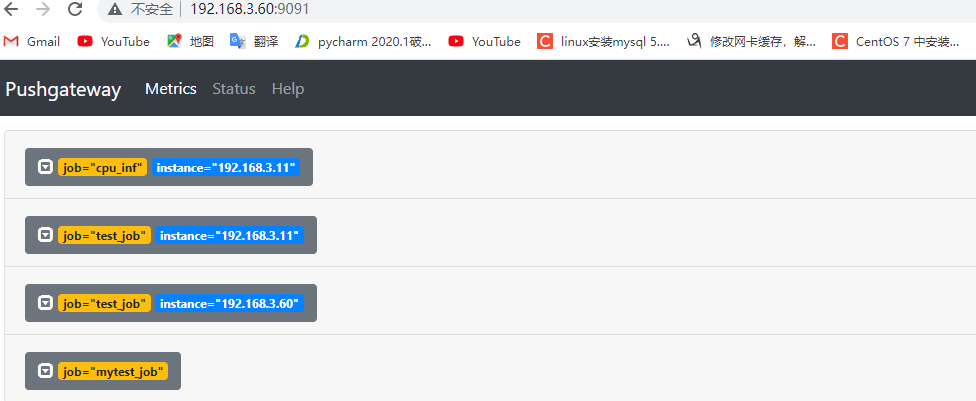 不安全 | 192.168.3.60:9091
Gmail YouTube 地图 翻译 pycharm 2020.1破... YouTube linux安装mysql 5.... 修改网卡缓存，解... CentOS 7 中安装...
Pushgateway Metrics Status Help
job="cpu_inf" instance="192.168.3.11"
job="test_job" instance="192.168.3.11"
job="test_job" instance="192.168.3.60"
job="mytest_job"